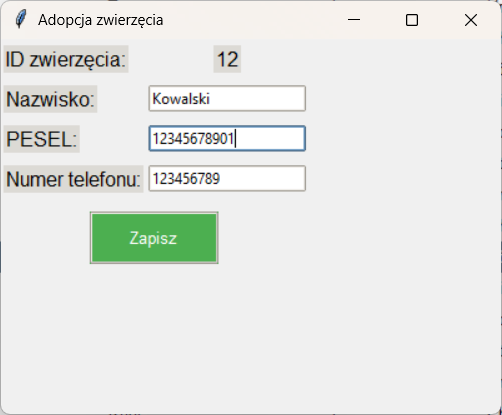 Adopcja zwierzęcia
ID zwierzęcia: 12
Nazwisko: Kowalski
PESEL: 12345678901
Numer telefonu: 123456789
Zapisz